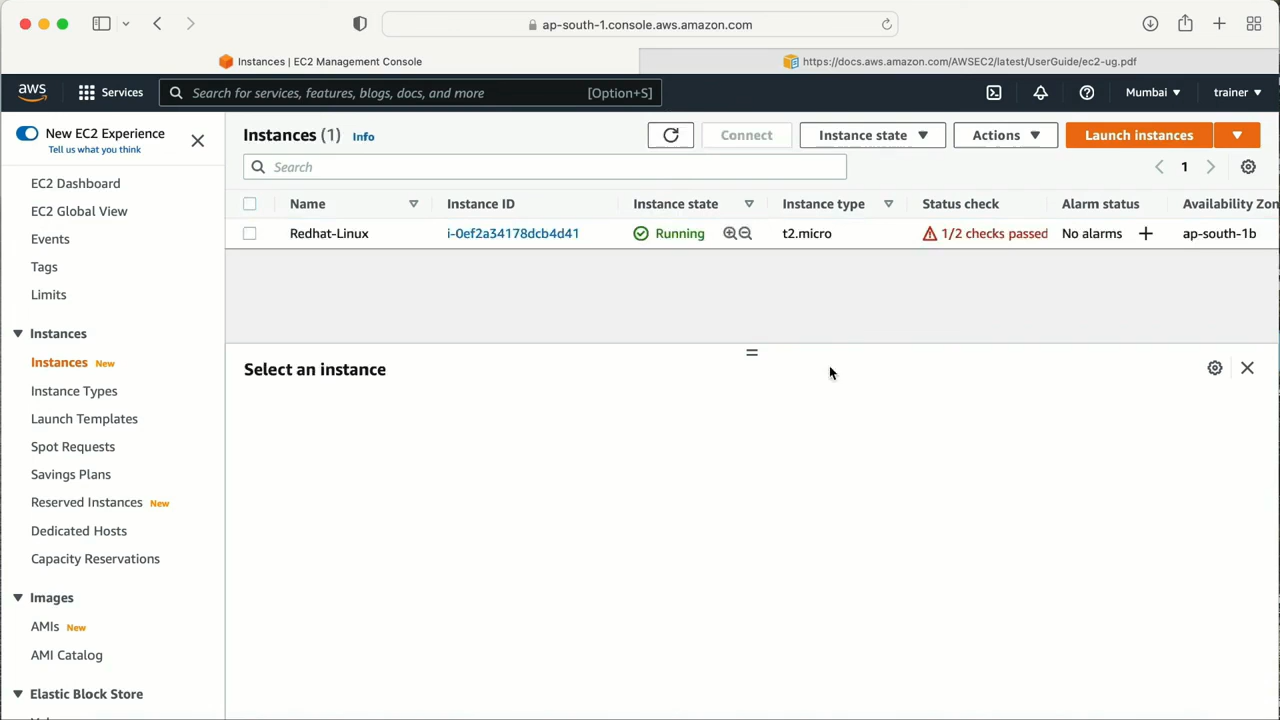 ap-south-1.console.aws.amazon.com
Instances | EC2 Management Console
https://docs.aws.amazon.com/AWSEC2/latest/UserGuide/ec2-ug.pdf
aws
Services
Search for services, features, blogs, docs, and more
[Option+S]
Mumbai
trainer
New EC2 Experience
Tell us what you think
EC2 Dashboard
EC2 Global View
Events
Tags
Limits
Instances
Instances New
Instance Types
Launch Templates
Spot Requests
Savings Plans
Reserved Instances New
Dedicated Hosts
Capacity Reservations
Images
AMIs New
AMI Catalog
Elastic Block Store
Instances (1) Info
Connect
Instance state
Actions
Launch instances
Search
1
Name Instance ID Instance state Instance type Status check Alarm status Availability Zon
Redhat-Linux i-0ef2a34178dcb4d41 Running t2.micro 1/2 checks passed No alarms ap-south-1b
Select an instance